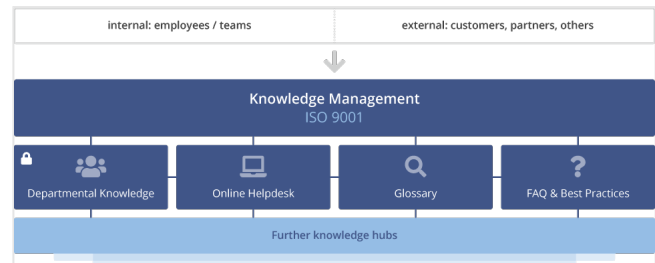 internal: employees / teams
external: customers, partners, others
Knowledge Management
ISO 9001
Departmental Knowledge
Online Helpdesk
Glossary
FAQ & Best Practices
Further knowledge hubs